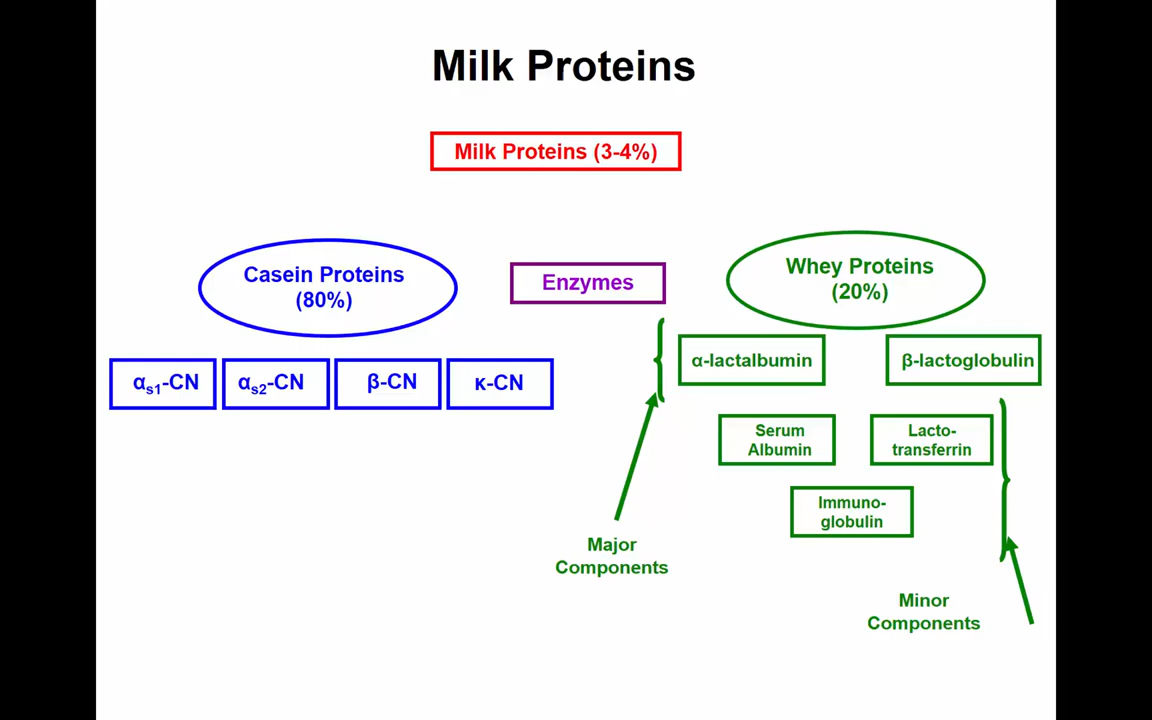 Milk Proteins
Milk Proteins (3-4%)
Casein Proteins
(80%)
Enzymes
Whey Proteins
(20%)
αs1-CN
αs2-CN
β-CN
κ-CN
α-lactalbumin
β-lactoglobulin
Serum
Albumin
Lacto-
transferrin
Immuno-
globulin
Major
Components
Minor
Components